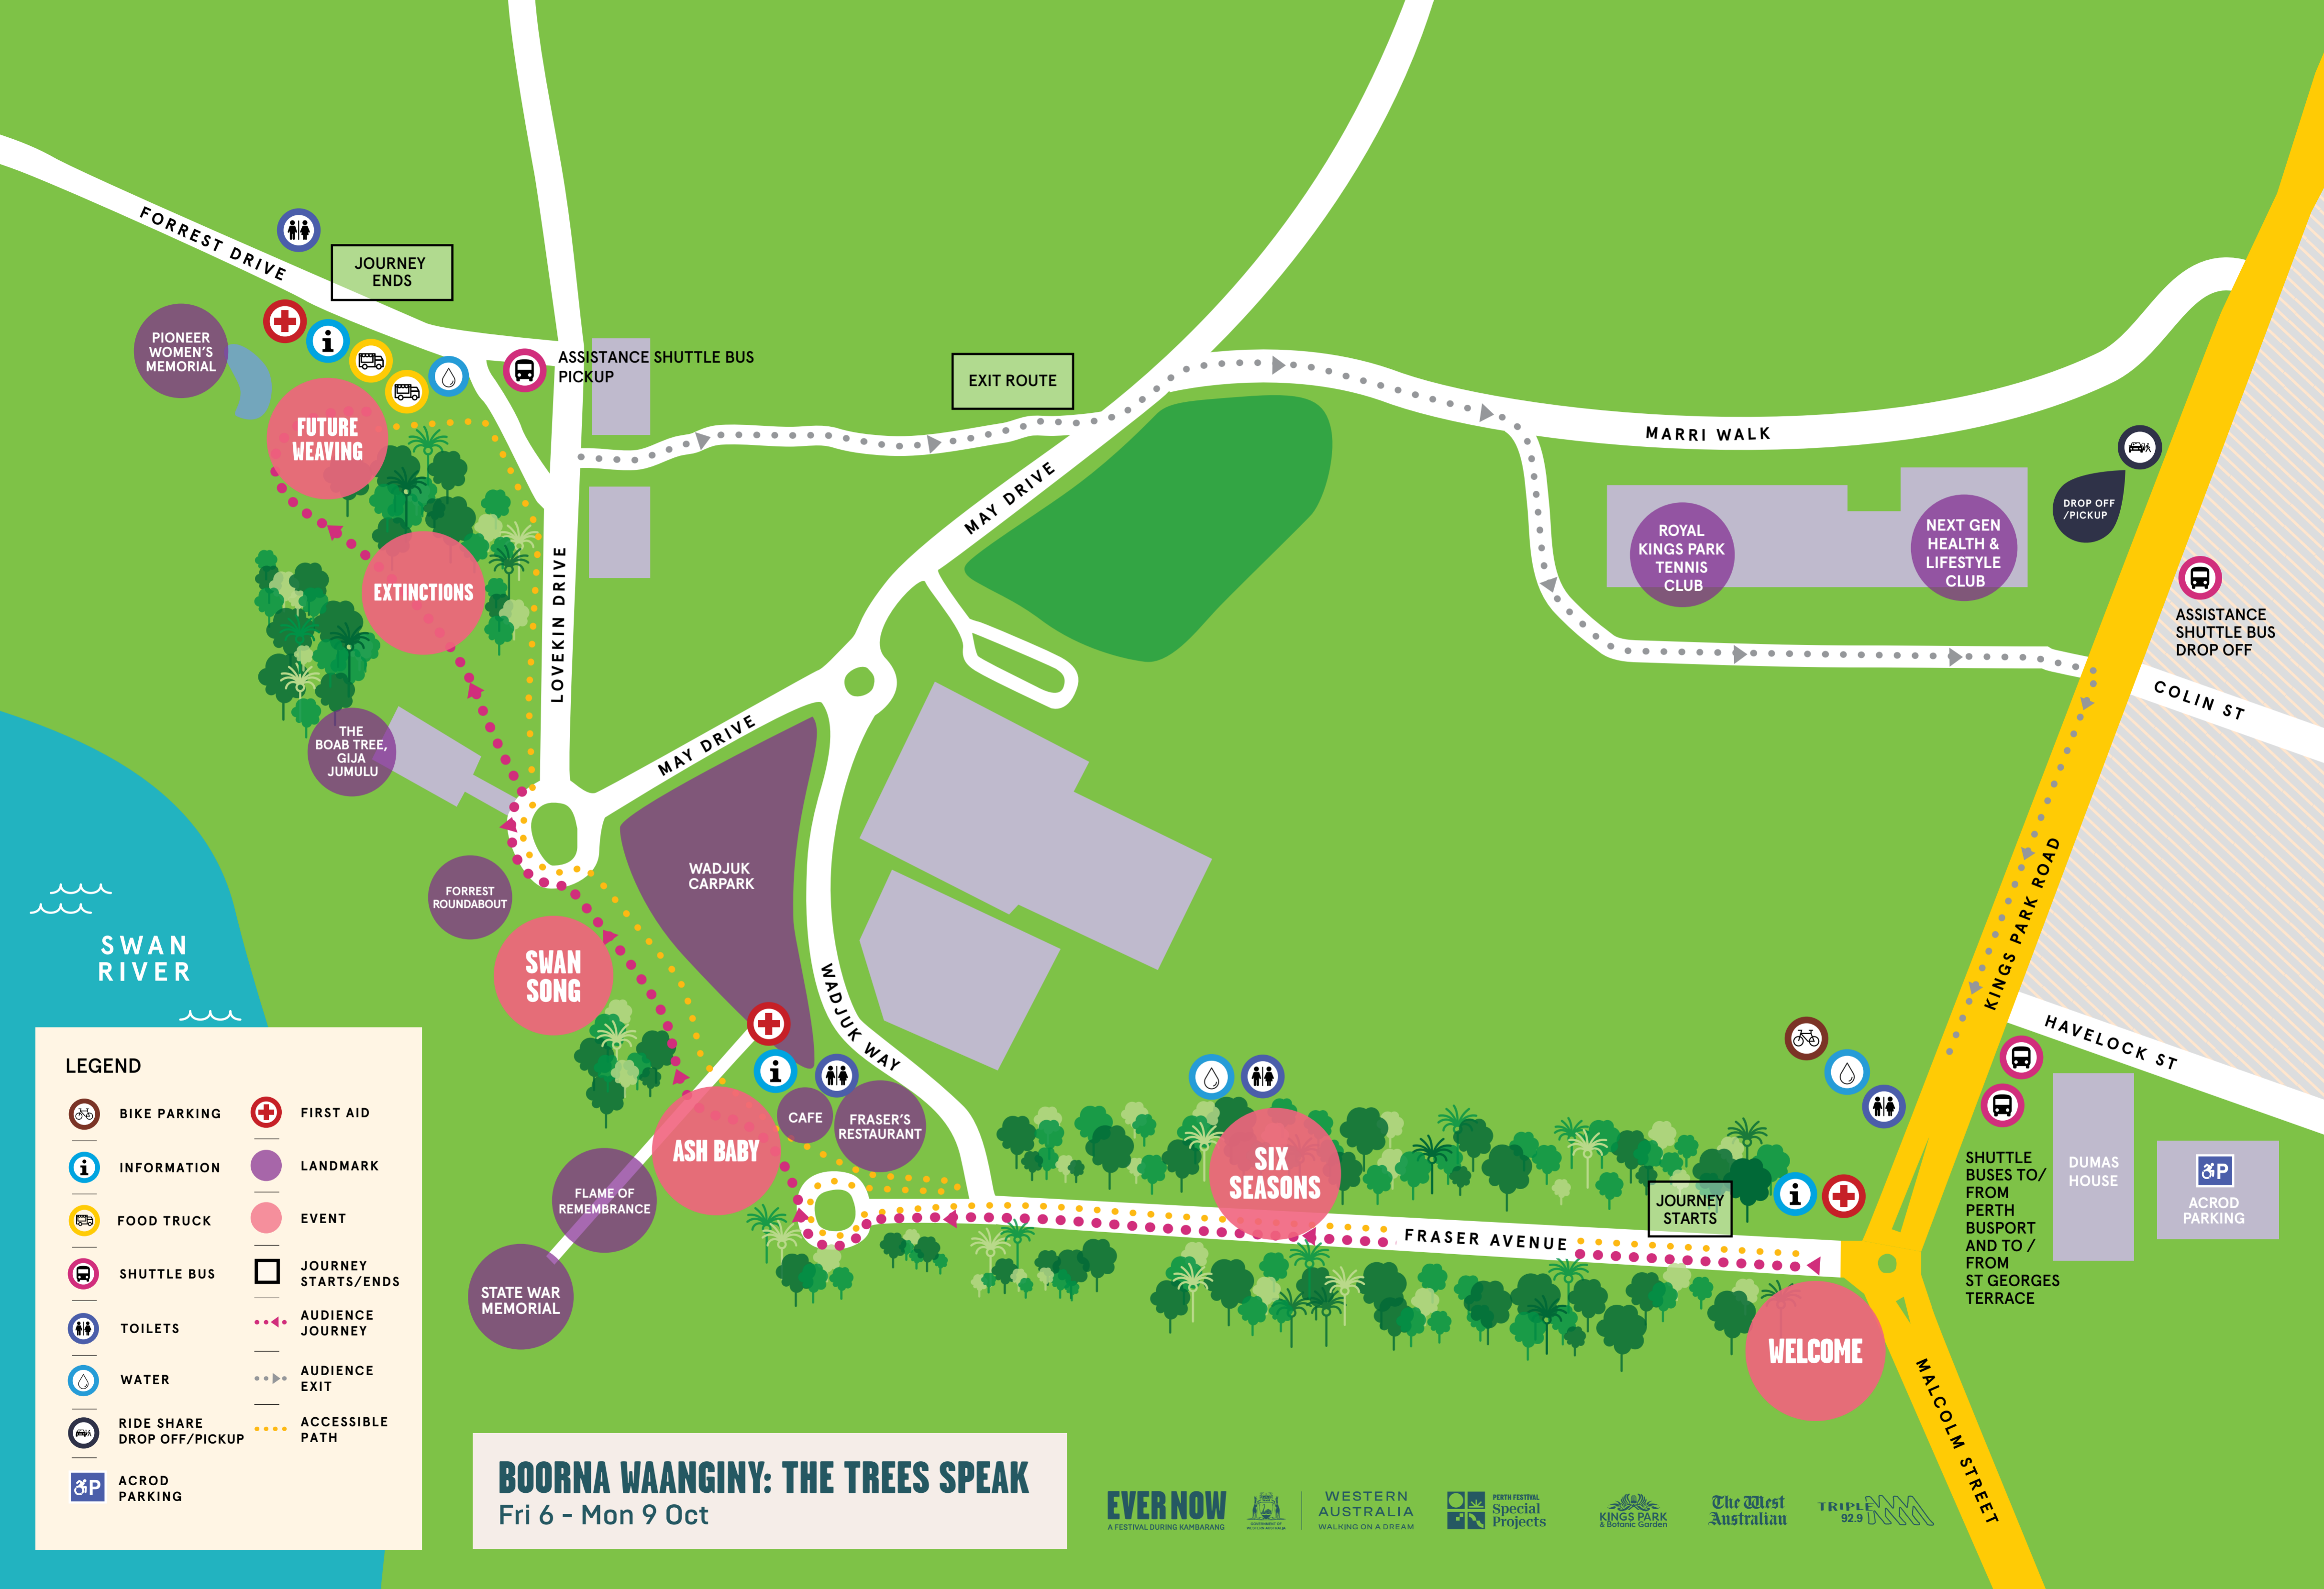 FORREST DRIVE
JOURNEY
ENDS
PIONEER
WOMEN'S
MEMORIAL
ASSISTANCE SHUTTLE BUS
PICKUP
FUTURE
WEAVING
EXTINCTIONS
LOVEKIN DRIVE
EXIT ROUTE
MAY DRIVE
MARRI WALK
ROYAL
KINGS PARK
TENNIS
CLUB
NEXT GEN
HEALTH &
LIFESTYLE
CLUB
DROP OFF
/PICKUP
ASSISTANCE
SHUTTLE BUS
DROP OFF
COLIN ST
THE
BOAB TREE,
GIJA
JUMULU
MAY DRIVE
WADJUK
CARPARK
FORREST
ROUNDABOUT
SWAN
SONG
SWAN
RIVER
WADJUK WAY
KINGS PARK ROAD
HAVELOCK ST
CAFE
FRASER'S
RESTAURANT
ASH BABY
FLAME OF
REMEMBRANCE
STATE WAR
MEMORIAL
SIX
SEASONS
FRASER AVENUE
JOURNEY
STARTS
WELCOME
SHUTTLE
BUSES TO/
FROM
PERTH
BUSPORT
AND TO /
FROM
ST GEORGES
TERRACE
DUMAS
HOUSE
P
ACROD
PARKING
MALCOLM STREET
LEGEND
BIKE PARKING
INFORMATION
FOOD TRUCK
SHUTTLE BUS
TOILETS
WATER
RIDE SHARE
DROP OFF/PICKUP
P
ACROD
PARKING
FIRST AID
LANDMARK
EVENT
JOURNEY
STARTS/ENDS
AUDIENCE
JOURNEY
AUDIENCE
EXIT
ACCESSIBLE
PATH
BOORNA WAANGINY: THE TREES SPEAK
Fri 6 - Mon 9 Oct
EVER NOW
A FESTIVAL DURING KAMBARANG
GOVERNMENT OF
WESTERN AUSTRALIA
WESTERN
AUSTRALIA
WALKING ON A DREAM
PERTH FESTIVAL
Special
Projects
KINGS PARK
& Botanic Garden
The West
Australian
TRIPLE M
92.9